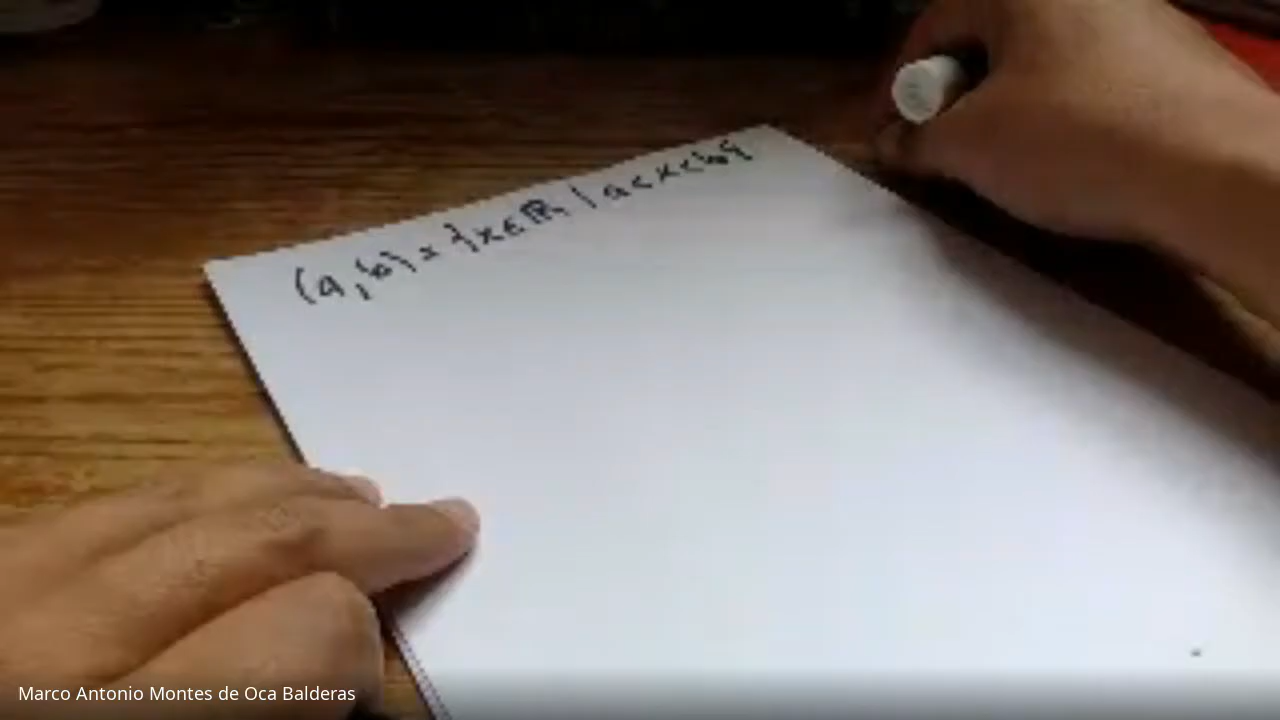 (a,b) = {x∈ℝ | a<x<b}
Marco Antonio Montes de Oca Balderas